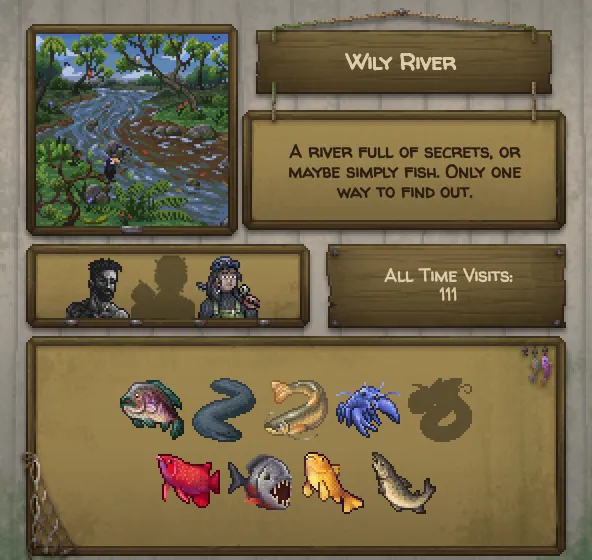 Wily River
A river full of secrets, or
maybe simply fish. Only one
way to find out.
All Time Visits:
111